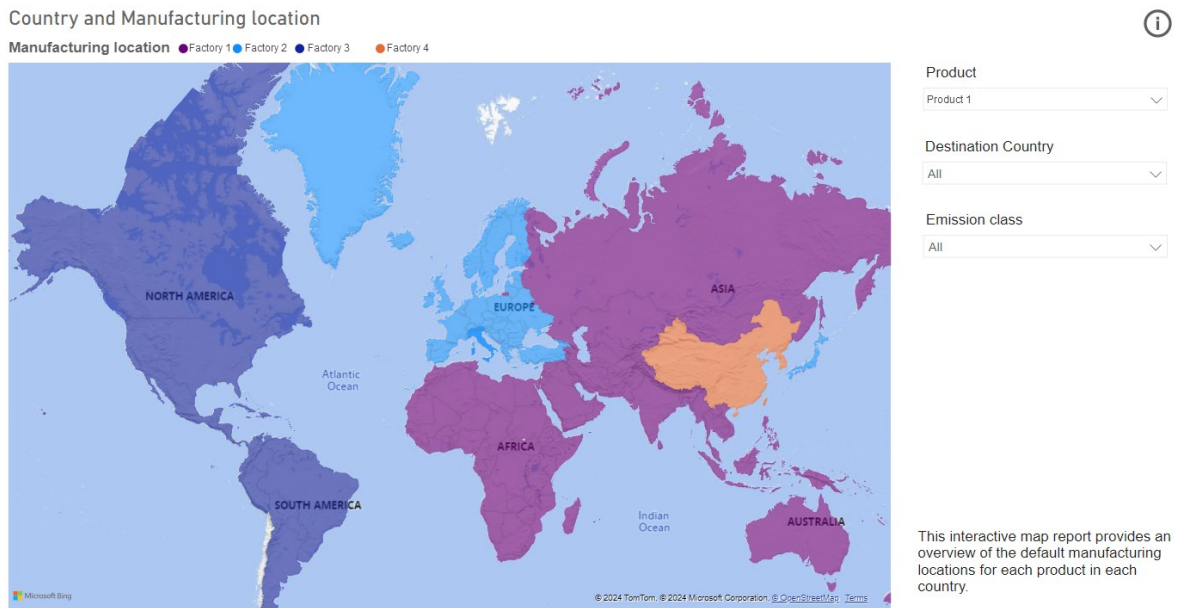 Country and Manufacturing location
Manufacturing location Factory 1 Factory 2 Factory 3 Factory 4
NORTH AMERICA
EUROPE
ASIA
Atlantic
Ocean
AFRICA
SOUTH AMERICA
Indian
Ocean
AUSTRALIA
Microsoft Bing
© 2024 TomTom, © 2024 Microsoft Corporation, © OpenStreetMap Terms
Product
Product 1
Destination Country
All
Emission class
All
This interactive map report provides an
overview of the default manufacturing
locations for each product in each
country.